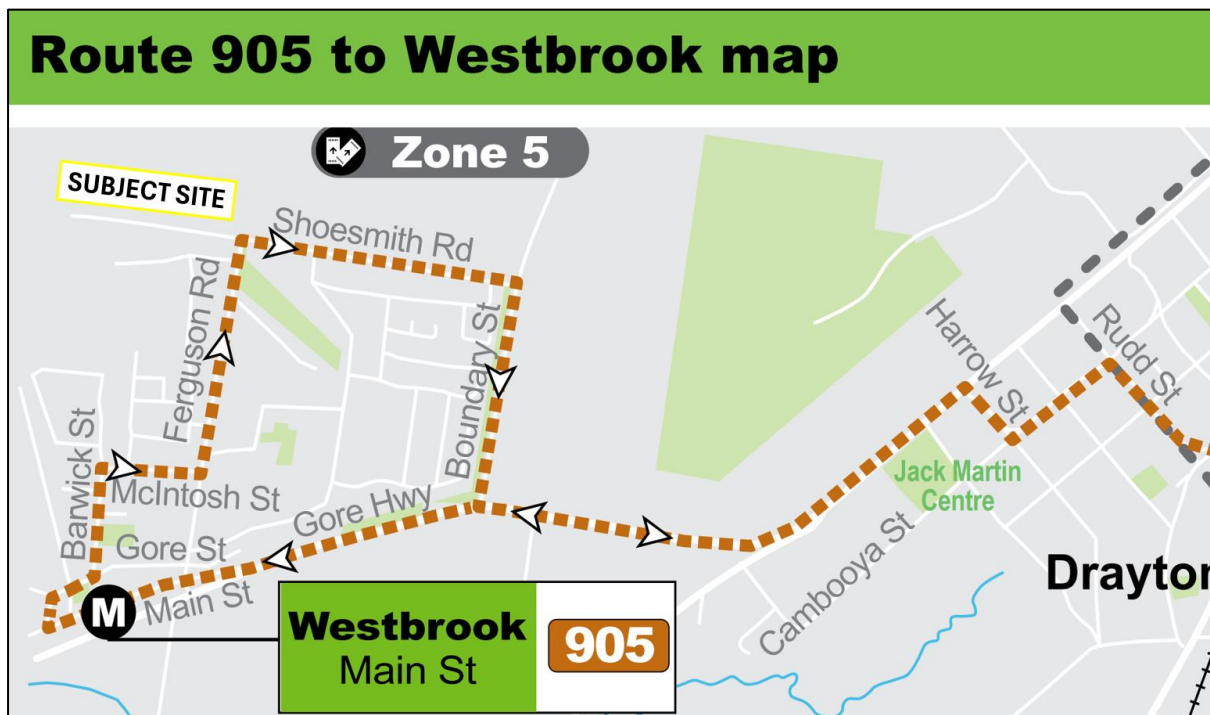 Route 905 to Westbrook map
Zone 5
SUBJECT SITE
Shoesmith Rd
Ferguson Rd
Boundary St
Harrow St
Rudd St
Barwick St
McIntosh St
Gore Hwy
Jack Martin
Centre
Gore St
Cambooya St
Main St
M
Drayton
Westbrook
Main St
905